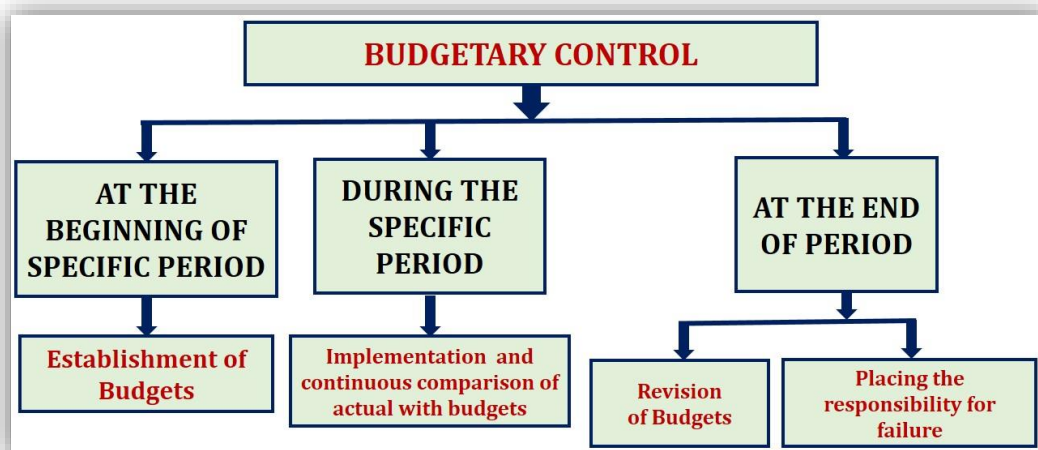 BUDGETARY CONTROL
AT THE
BEGINNING OF
SPECIFIC PERIOD
DURING THE
SPECIFIC
PERIOD
AT THE END
OF PERIOD
Establishment of
Budgets
Implementation and
continuous comparison of
actual with budgets
Revision
of Budgets
Placing the
responsibility for
failure